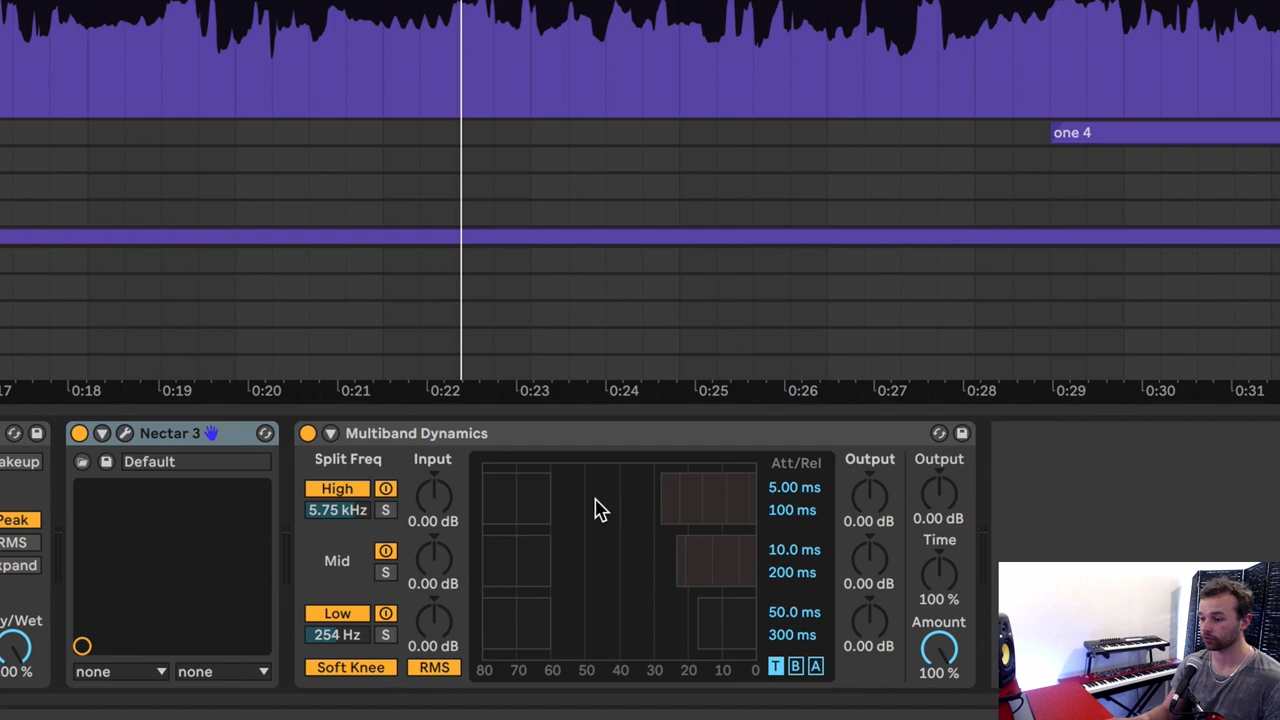 one 4
17 0:18 0:19 0:20 0:21 0:22 0:23 0:24 0:25 0:26 0:27 0:28 0:29 0:30 0:31
Nectar 3
Multiband Dynamics
akeup
Default
Split Freq Input Att/Rel Output Output
High 5.00 ms
5.75 kHz S 0.00 dB 100 ms 0.00 dB 0.00 dB
Peak
RMS
Time
xpand
Mid 10.0 ms
S 0.00 dB 200 ms 0.00 dB 100 %
Low 50.0 ms Amount
y/Wet
254 Hz S 0.00 dB 300 ms 0.00 dB
00 % none none Soft Knee RMS 80 70 60 50 40 30 20 10 0 T B A 100 %